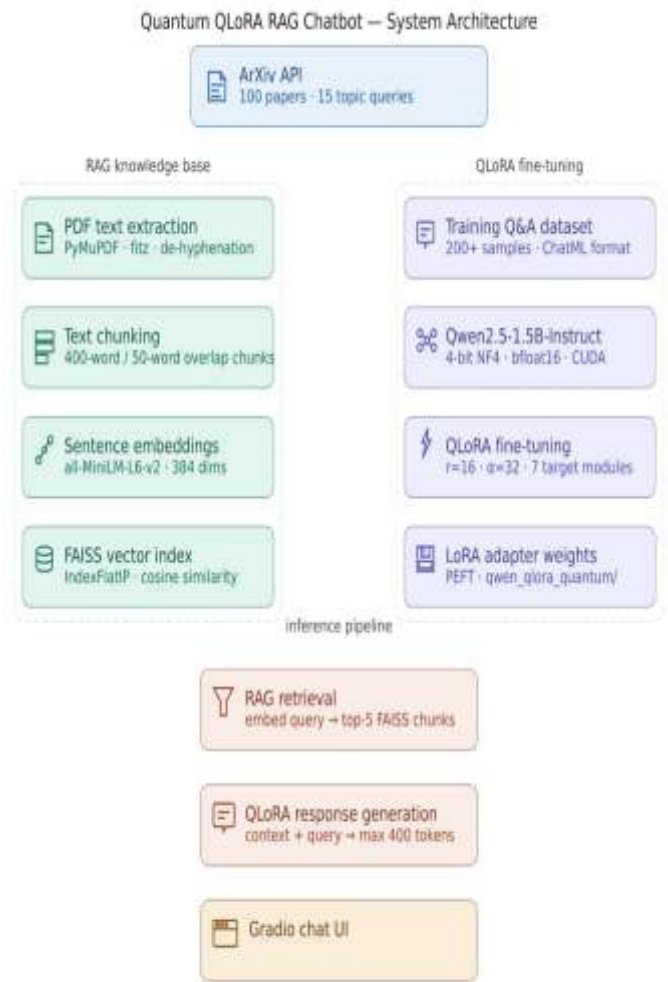 Quantum QLoRA RAG Chatbot — System Architecture
ArXiv API
100 papers · 15 topic queries
RAG knowledge base
PDF text extraction
PyMuPDF · fitz · de-hyphenation
Text chunking
400-word / 50-word overlap chunks
Sentence embeddings
all-MiniLM-L6-v2 · 384 dims
FAISS vector index
IndexFlatIP · cosine similarity
QLoRA fine-tuning
Training Q&A dataset
200+ samples · ChatML format
Qwen2.5-1.5B-Instruct
4-bit NF4 · bfloat16 · CUDA
QLoRA fine-tuning
r=16 · α=32 · 7 target modules
LoRA adapter weights
PEFT · qwen_qlora_quantum/
inference pipeline
RAG retrieval
embed query → top-5 FAISS chunks
QLoRA response generation
context + query → max 400 tokens
Gradio chat UI